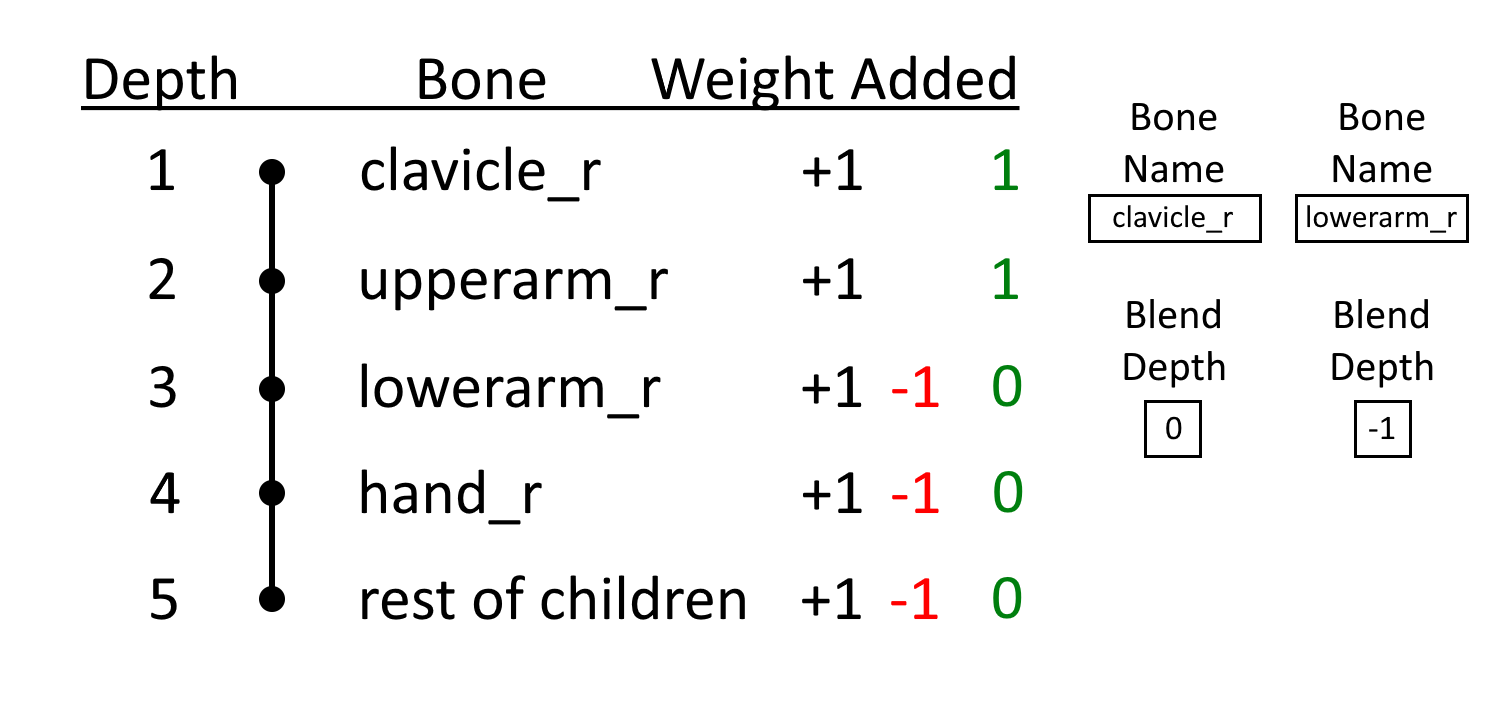 Depth Bone Weight Added
1 clavicle_r +1 1
2 upperarm_r +1 1
3 lowerarm_r +1 -1 0
4 hand_r +1 -1 0
5 rest of children +1 -1 0
Bone
Name
clavicle_r
Blend
Depth
0
Bone
Name
lowerarm_r
Blend
Depth
-1